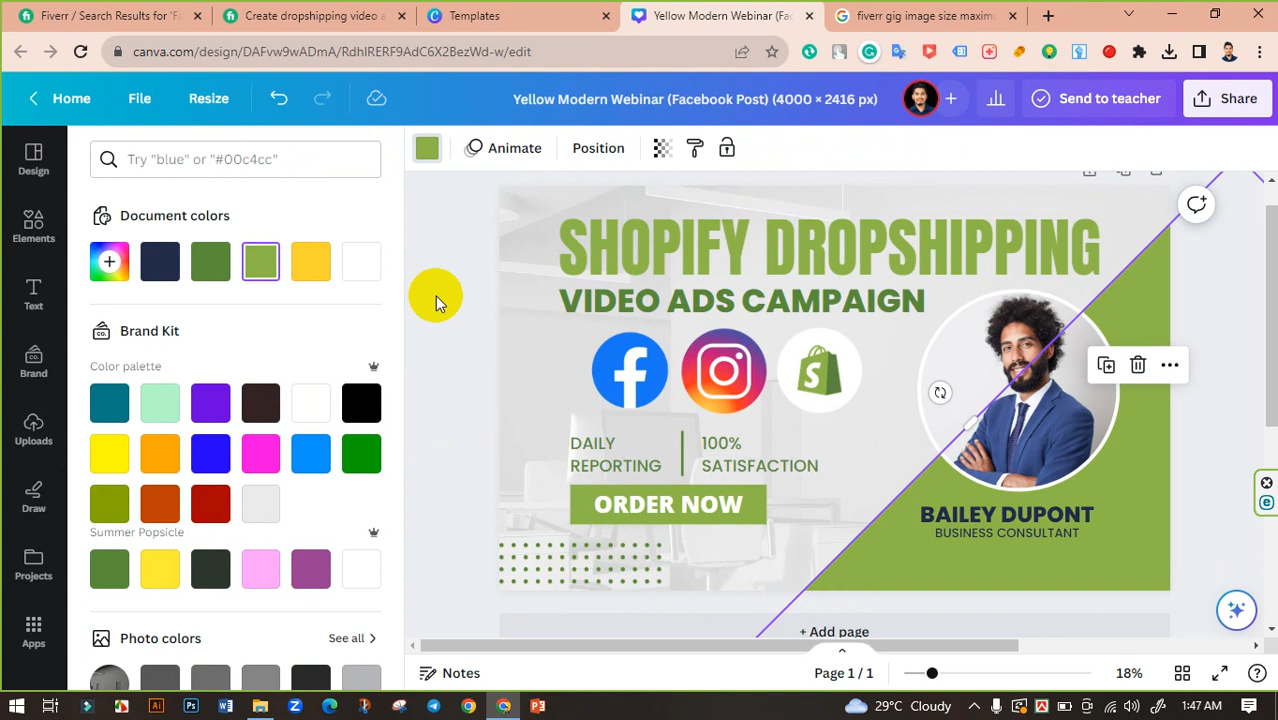 Fiverr / Search Results for 'Fa
Create dropshipping video a
Templates
Yellow Modern Webinar (Fac
fiverr gig image size maximu
canva.com/design/DAFvw9wADmA/RdhIRERF9AdC6X2BezWd-w/edit
Home
File
Resize
Yellow Modern Webinar (Facebook Post) (4000 × 2416 px)
Send to teacher
Share
Design
Elements
Text
Brand
Uploads
Draw
Projects
Apps
Try "blue" or "#00c4cc"
Document colors
Brand Kit
Color palette
Summer Popsicle
Photo colors
See all
Animate
Position
SHOPIFY DROPSHIPPING
VIDEO ADS CAMPAIGN
DAILY
REPORTING
100%
SATISFACTION
ORDER NOW
BAILEY DUPONT
BUSINESS CONSULTANT
+ Add page
Notes
Page 1 / 1
18%
29°C Cloudy
1:47 AM